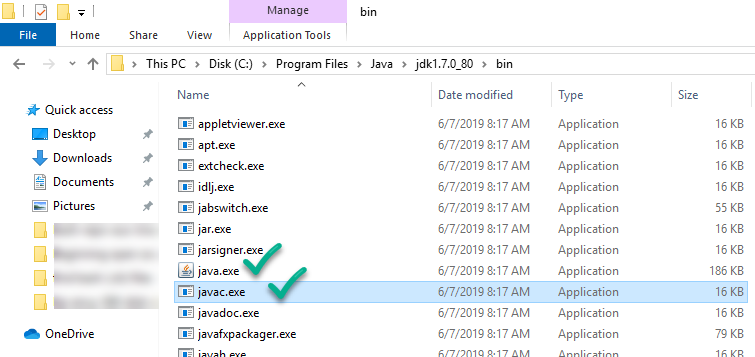 Manage
bin
File
Home
Share
View
Application Tools
This PC > Disk (C:) > Program Files > Java > jdk1.7.0_80 > bin
Name Date modified Type Size
Quick access
Desktop
Downloads
Documents
Pictures
OneDrive
appletviewer.exe 6/7/2019 8:17 AM Application 16 KB
apt.exe 6/7/2019 8:17 AM Application 16 KB
extcheck.exe 6/7/2019 8:17 AM Application 16 KB
idlj.exe 6/7/2019 8:17 AM Application 16 KB
jabswitch.exe 6/7/2019 8:17 AM Application 55 KB
jar.exe 6/7/2019 8:17 AM Application 16 KB
jarsigner.exe 6/7/2019 8:17 AM Application 16 KB
java.exe 6/7/2019 8:17 AM Application 186 KB
javac.exe 6/7/2019 8:17 AM Application 16 KB
javadoc.exe 6/7/2019 8:17 AM Application 16 KB
javafxpackager.exe 6/7/2019 8:17 AM Application 79 KB
javah.exe 6/7/2019 8:17 AM Application 16 KB